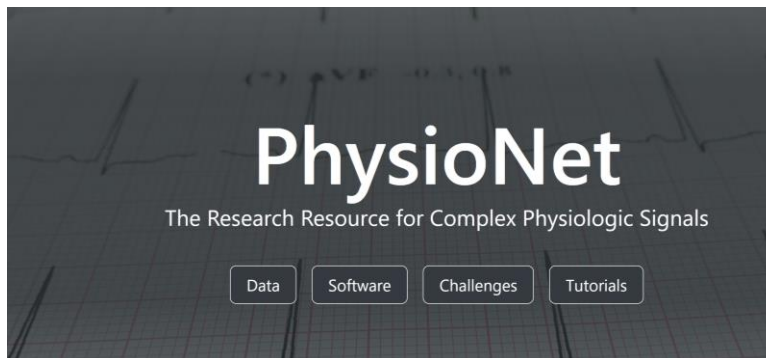 PhysioNet
The Research Resource for Complex Physiologic Signals
Data
Software
Challenges
Tutorials